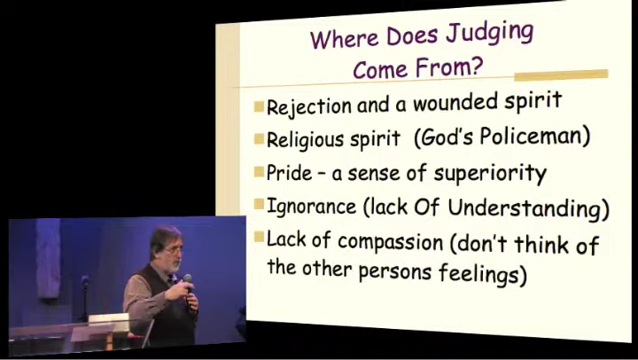 Where Does Judging
Come From?
Rejection and a wounded spirit
Religious spirit (God's Policeman)
Pride – a sense of superiority
Ignorance (lack Of Understanding)
Lack of compassion (don't think of
the other persons feelings)